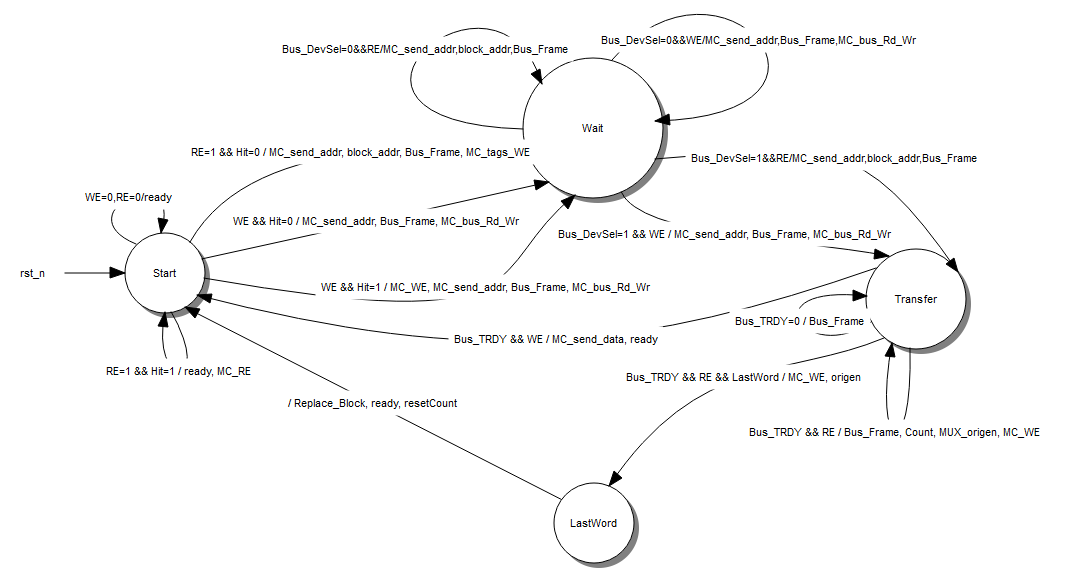 Bus_DevSel=0&&WE/MC_send_addr,Bus_Frame,MC_bus_Rd_Wr
Bus_DevSel=0&&RE/MC_send_addr,block_addr,Bus_Frame
Wait
RE=1 && Hit=0 / MC_send_addr, block_addr, Bus_Frame, MC_tags_WE
Bus_DevSel=1&&RE/MC_send_addr,block_addr,Bus_Frame
WE=0,RE=0/ready
WE && Hit=0 / MC_send_addr, Bus_Frame, MC_bus_Rd_Wr
Bus_DevSel=1 && WE / MC_send_addr, Bus_Frame, MC_bus_Rd_Wr
rst_n
Start
WE && Hit=1 / MC_WE, MC_send_addr, Bus_Frame, MC_bus_Rd_Wr
Transfer
Bus_TRDY=0 / Bus_Frame
Bus_TRDY && WE / MC_send_data, ready
RE=1 && Hit=1 / ready, MC_RE
Bus_TRDY && RE && LastWord / MC_WE, origen
/ Replace_Block, ready, resetCount
Bus_TRDY && RE / Bus_Frame, Count, MUX_origen, MC_WE
LastWord